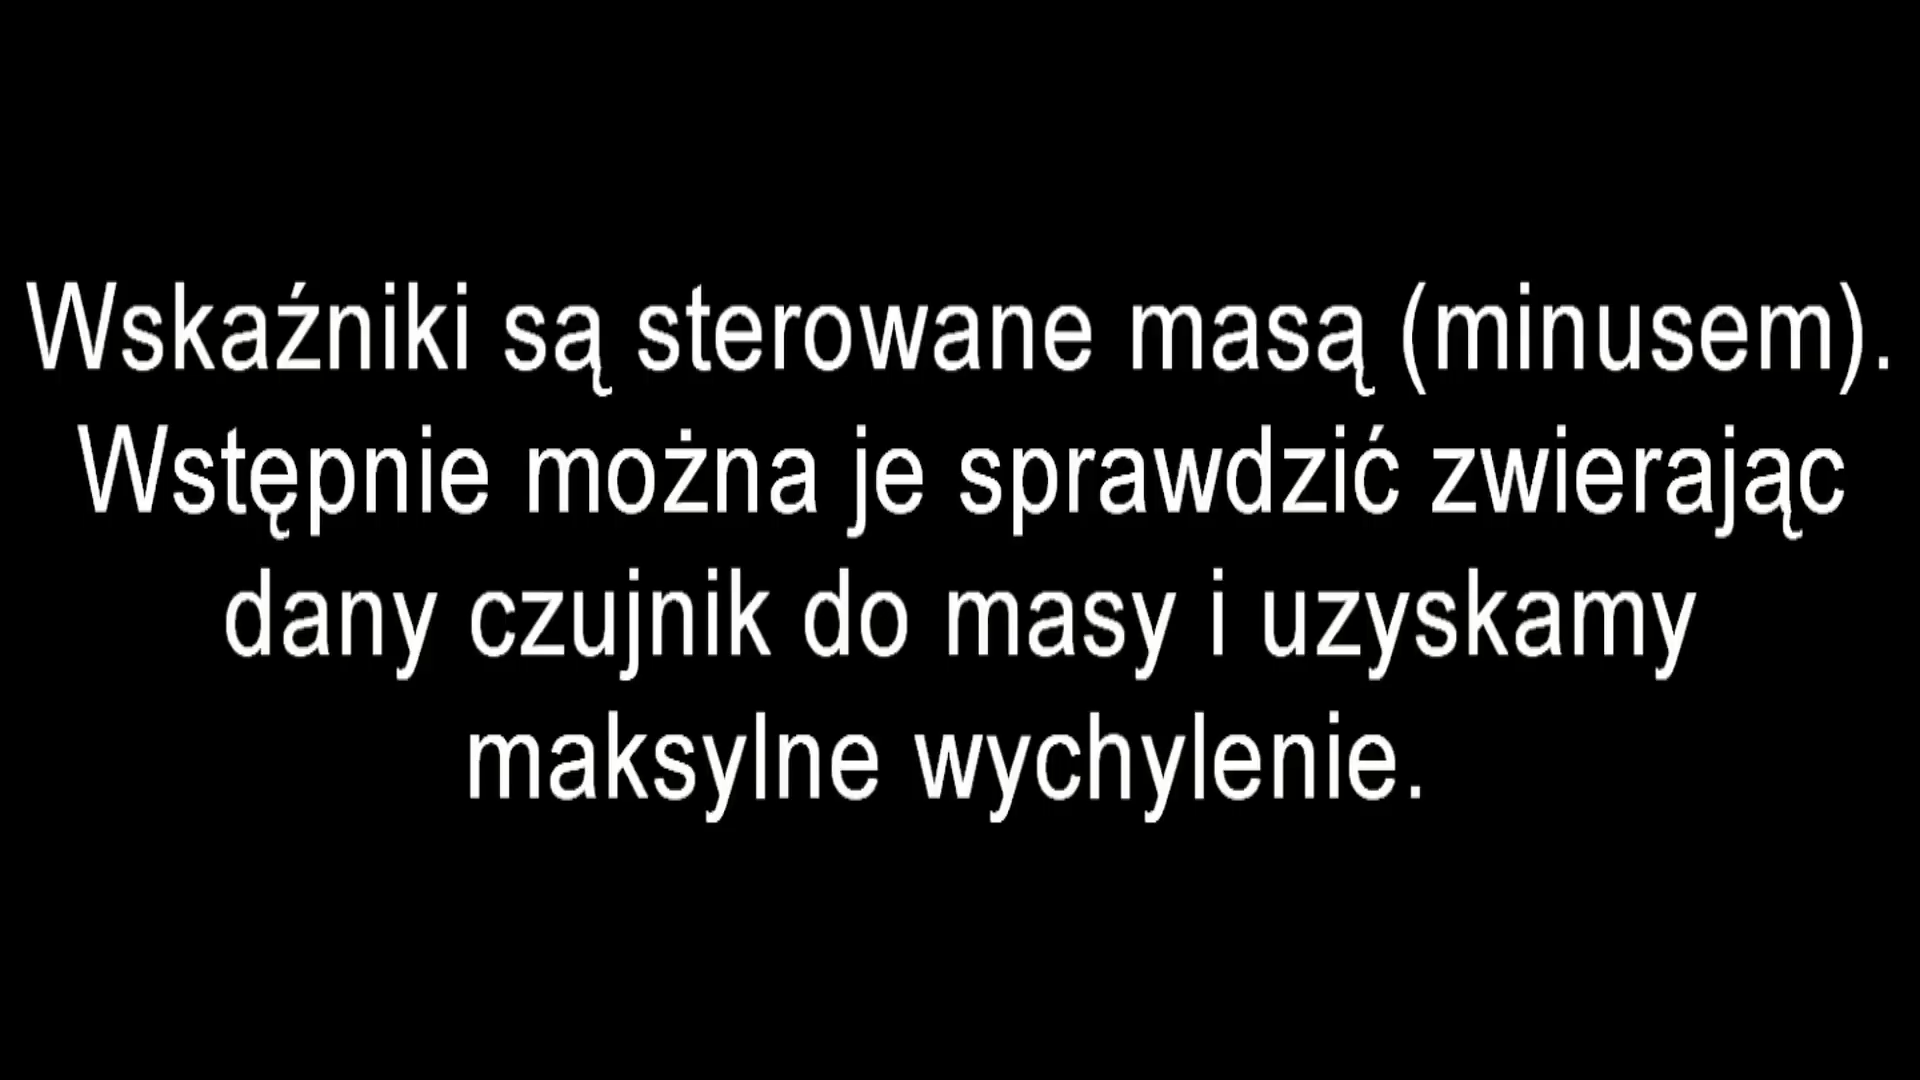 Wskaźniki są sterowane masą (minusem).
Wstępnie można je sprawdzić zwierając
dany czujnik do masy i uzyskamy
maksylne wychylenie.